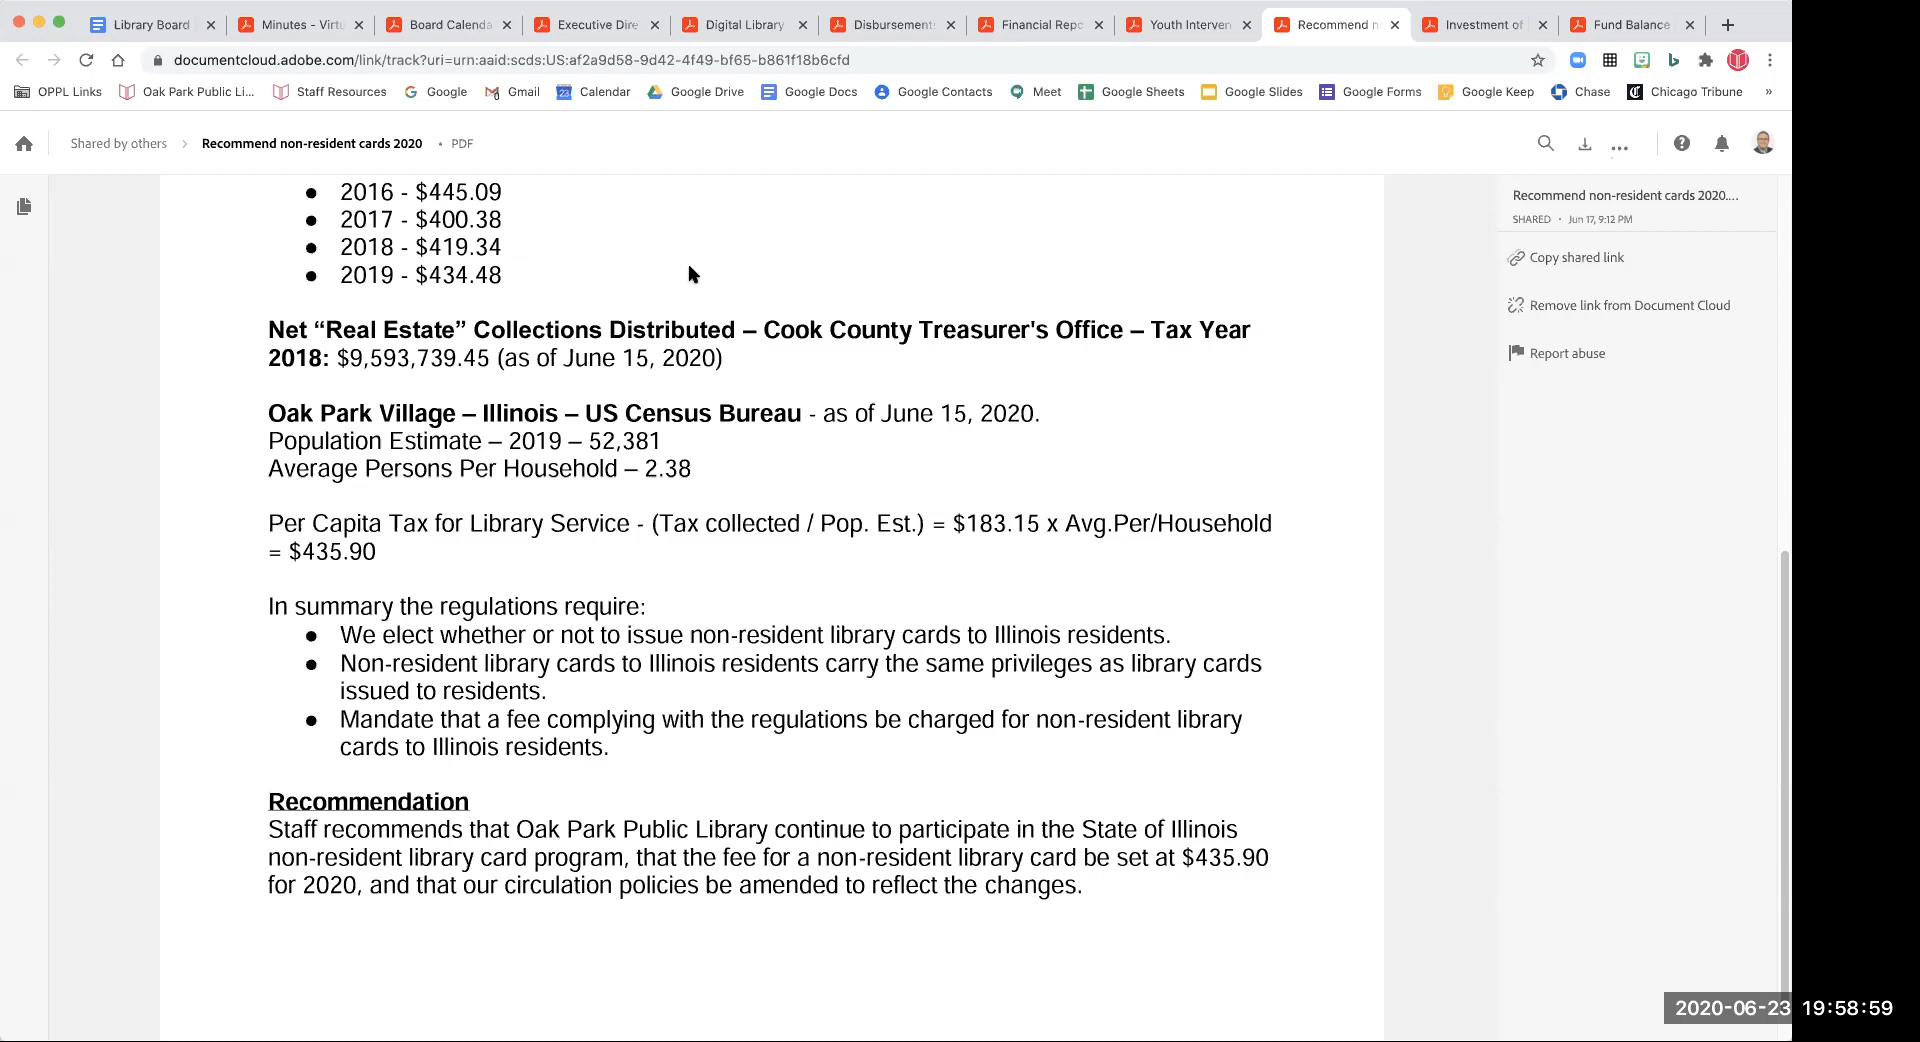 Library Board
Minutes - Virtu
Board Calenda
Executive Dire
Digital Library
Disbursement
Financial Repo
Youth Interven
Recommend n
Investment of
Fund Balance
documentcloud.adobe.com/link/track?uri=urn:aaid:scds:US:af2a9d58-9d42-4f49-bf65-b861f18b6cfd
OPPL Links
Oak Park Public Li...
Staff Resources
Google
Gmail
Calendar
Google Drive
Google Docs
Google Contacts
Meet
Google Sheets
Google Slides
Google Forms
Google Keep
Chase
Chicago Tribune
»
Shared by others > Recommend non-resident cards 2020 • PDF
● 2016 - $445.09
● 2017 - $400.38
● 2018 - $419.34
● 2019 - $434.48
Net “Real Estate” Collections Distributed – Cook County Treasurer's Office – Tax Year
2018: $9,593,739.45 (as of June 15, 2020)
Oak Park Village – Illinois – US Census Bureau - as of June 15, 2020.
Population Estimate – 2019 – 52,381
Average Persons Per Household – 2.38
Per Capita Tax for Library Service - (Tax collected / Pop. Est.) = $183.15 x Avg.Per/Household
= $435.90
In summary the regulations require:
● We elect whether or not to issue non-resident library cards to Illinois residents.
● Non-resident library cards to Illinois residents carry the same privileges as library cards
issued to residents.
● Mandate that a fee complying with the regulations be charged for non-resident library
cards to Illinois residents.
Recommendation
Staff recommends that Oak Park Public Library continue to participate in the State of Illinois
non-resident library card program, that the fee for a non-resident library card be set at $435.90
for 2020, and that our circulation policies be amended to reflect the changes.
Recommend non-resident cards 2020....
SHARED • Jun 17, 9:12 PM
Copy shared link
Remove link from Document Cloud
Report abuse
2020-06-23 19:58:59